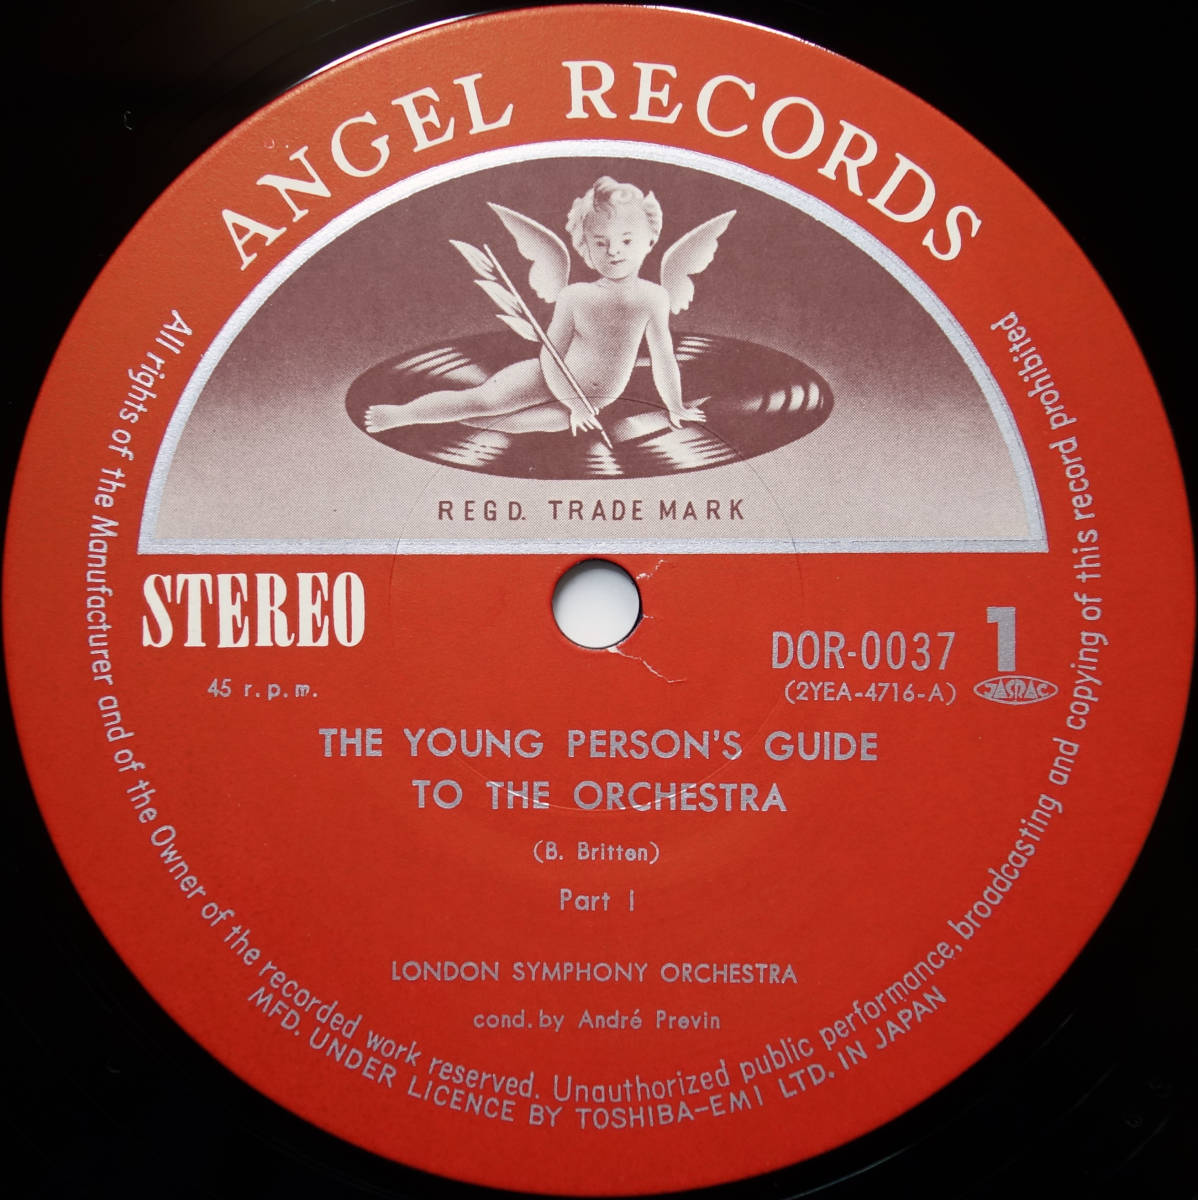 ANGEL RECORDS
REGD. TRADE MARK
STEREO
45 r.p.m.
DOR-0037 1
(2YEA-4716-A) JASRAC
THE YOUNG PERSON'S GUIDE
TO THE ORCHESTRA
(B. Britten)
Part 1
LONDON SYMPHONY ORCHESTRA
cond. by André Previn
All rights of the Manufacturer and of the Owner of the recorded work reserved. Unauthorized public performance, broadcasting and copying of this record prohibited
MFD. UNDER LICENCE BY TOSHIBA-EMI LTD. IN JAPAN